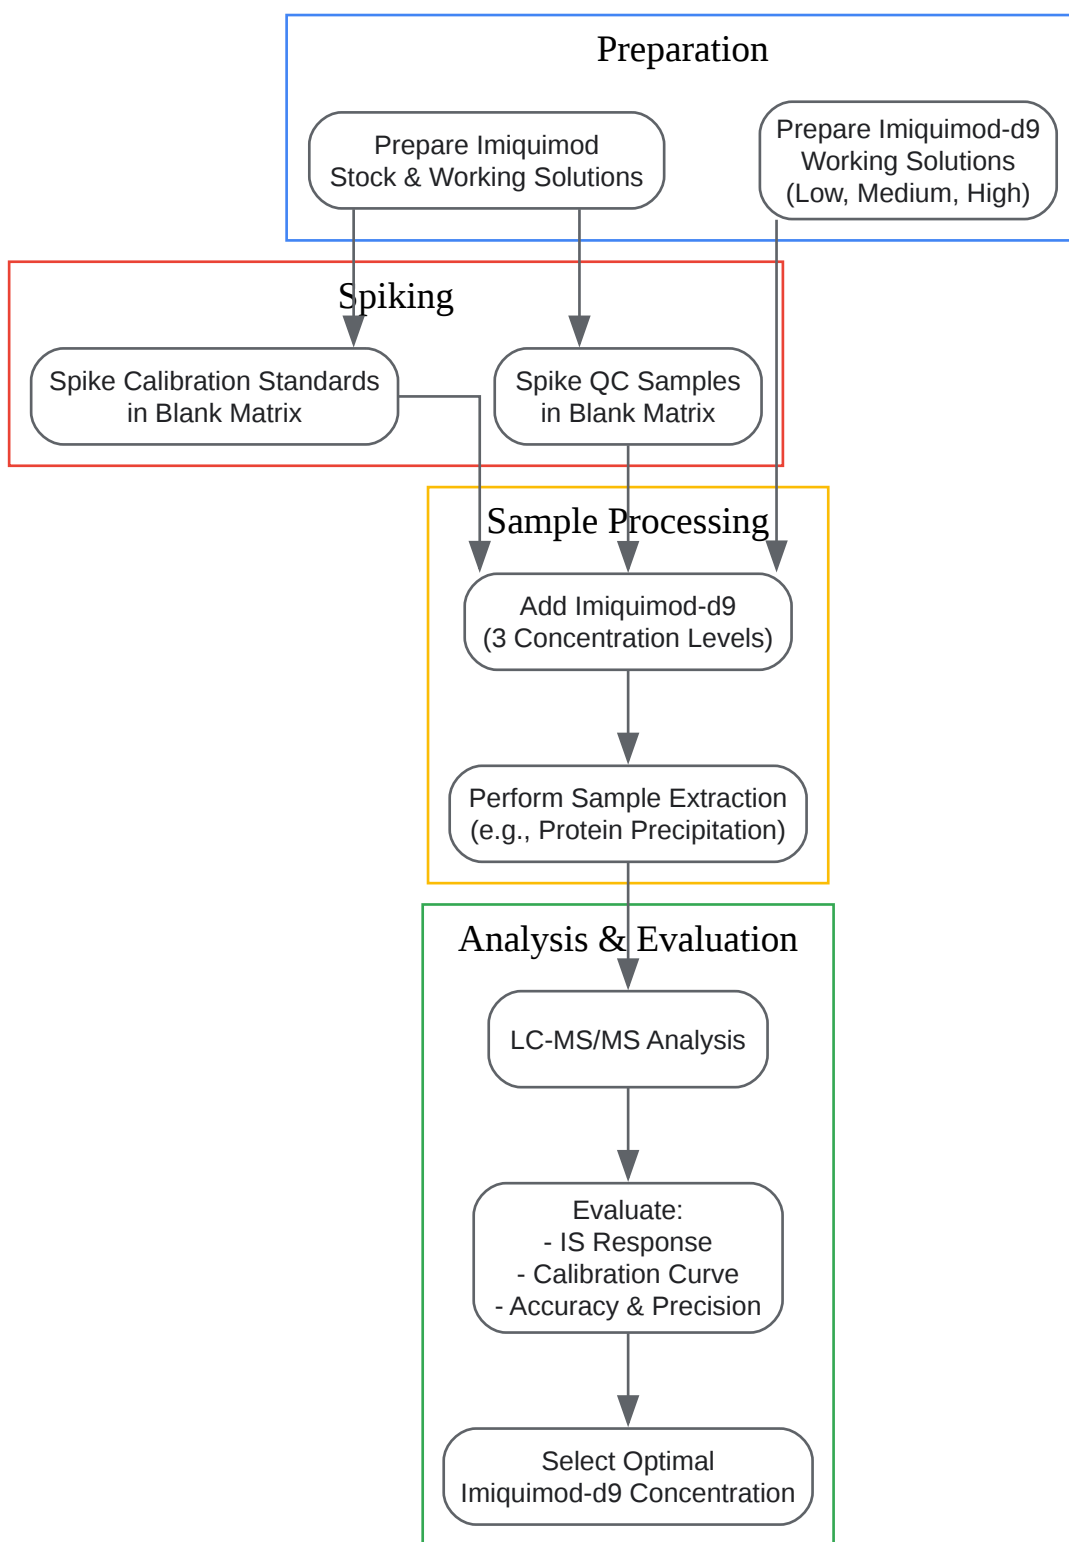 Preparation
Prepare Imiquimod
Stock & Working Solutions
Prepare Imiquimod-d9
Working Solutions
(Low, Medium, High)
Spiking
Spike Calibration Standards
in Blank Matrix
Spike QC Samples
in Blank Matrix
Sample Processing
Add Imiquimod-d9
(3 Concentration Levels)
Perform Sample Extraction
(e.g., Protein Precipitation)
Analysis & Evaluation
LC-MS/MS Analysis
Evaluate:
- IS Response
- Calibration Curve
- Accuracy & Precision
Select Optimal
Imiquimod-d9 Concentration